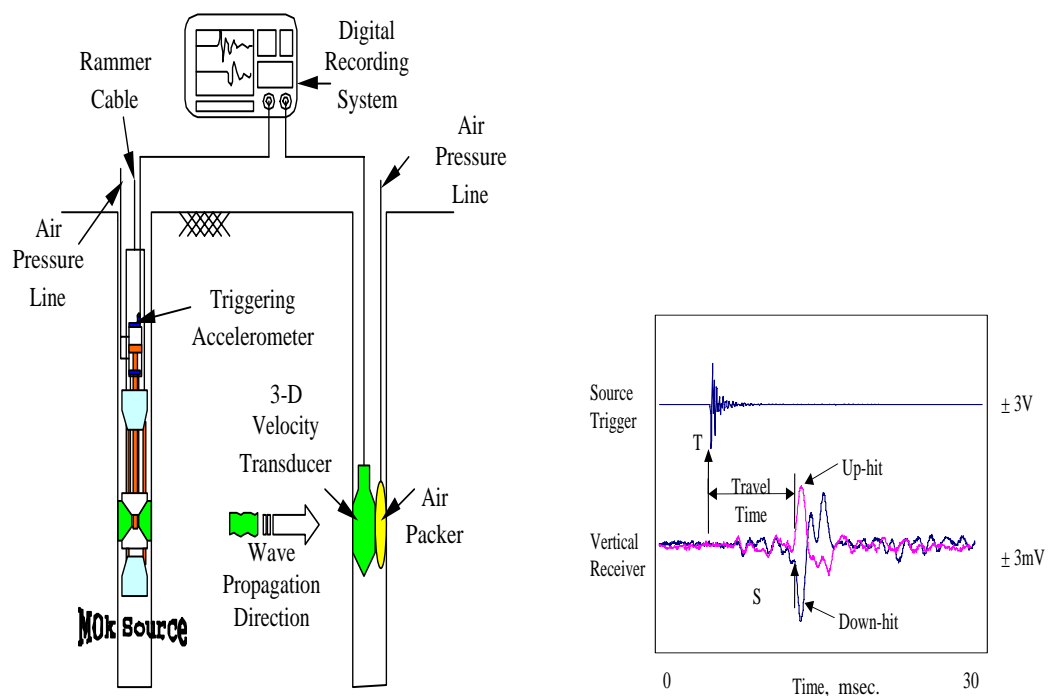 Digital
Recording
System
Rammer
Cable
Air
Pressure
Line
Air
Pressure
Line
Triggering
Accelerometer
3-D
Velocity
Transducer
Air
Packer
Wave
Propagation
Direction
MOk Source
Source
Trigger
± 3V
T
Up-hit
Travel
Time
Vertical
Receiver
± 3mV
S
Down-hit
0
30
Time, msec.